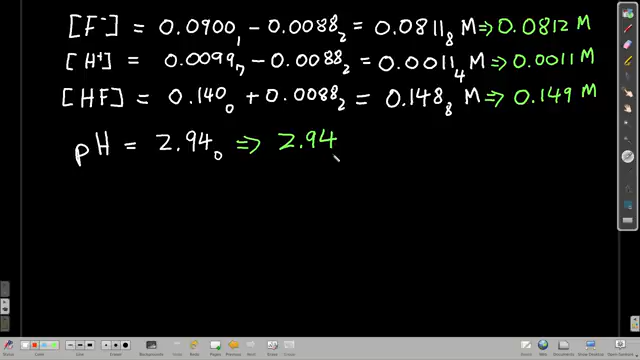 [F⁻] = 0.0900₁ − 0.0088₂ = 0.0811₈ M ⇒ 0.0812 M
[H⁺] = 0.0099₇ − 0.0088₂ = 0.0011₄ M ⇒ 0.0011 M
[HF] = 0.140₀ + 0.0088₂ = 0.148₈ M ⇒ 0.149 M
pH = 2.94₀ ⇒ 2.94